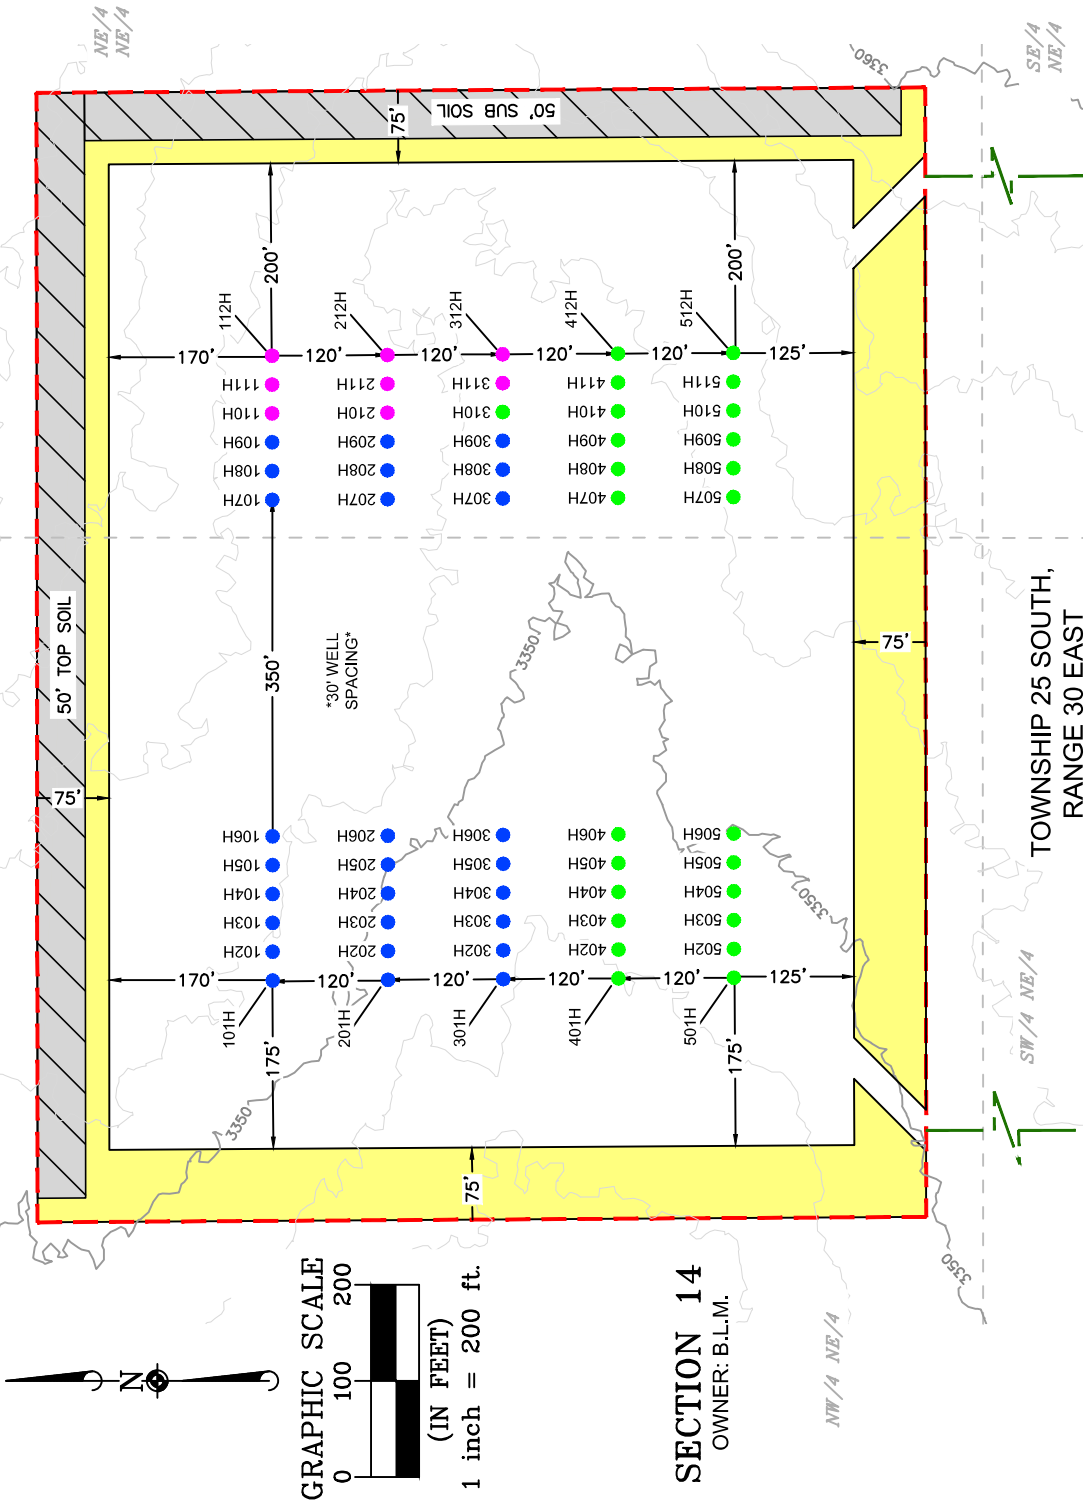 NE/4
NE/4
SE/4
NE/4
3360
50' TOP SOIL
50' SUB SOIL
75'
75'
75'
75'
200'
200'
112H
212H
312H
412H
512H
170'
120'
120'
120'
120'
125'
111H
110H
109H
108H
107H
211H
210H
209H
208H
207H
311H
310H
309H
308H
307H
411H
410H
409H
408H
407H
511H
510H
509H
508H
507H
350'
*30' WELL
SPACING*
3350
106H
105H
104H
103H
102H
206H
205H
204H
203H
202H
306H
305H
304H
303H
302H
406H
405H
404H
403H
402H
506H
505H
504H
503H
502H
3350
170'
120'
120'
120'
120'
125'
101H
201H
301H
401H
501H
175'
175'
3350
3350
TOWNSHIP 25 SOUTH,
RANGE 30 EAST
SW/4 NE/4
NW/4 NE/4
N
GRAPHIC SCALE
0 100 200
(IN FEET)
1 inch = 200 ft.
SECTION 14
OWNER: B.L.M.